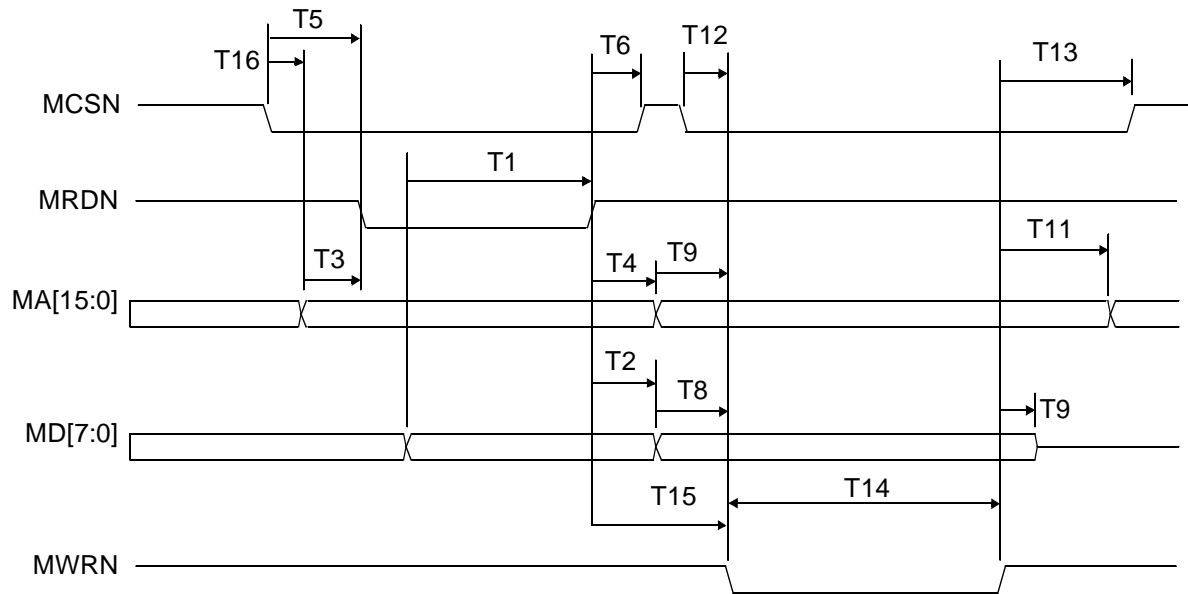 T5
T12
T6
T16
T13
MCSN
T1
MRDN
T11
T3
T4
T9
MA[15:0]
T2
T8
T9
MD[7:0]
T15
T14
MWRN